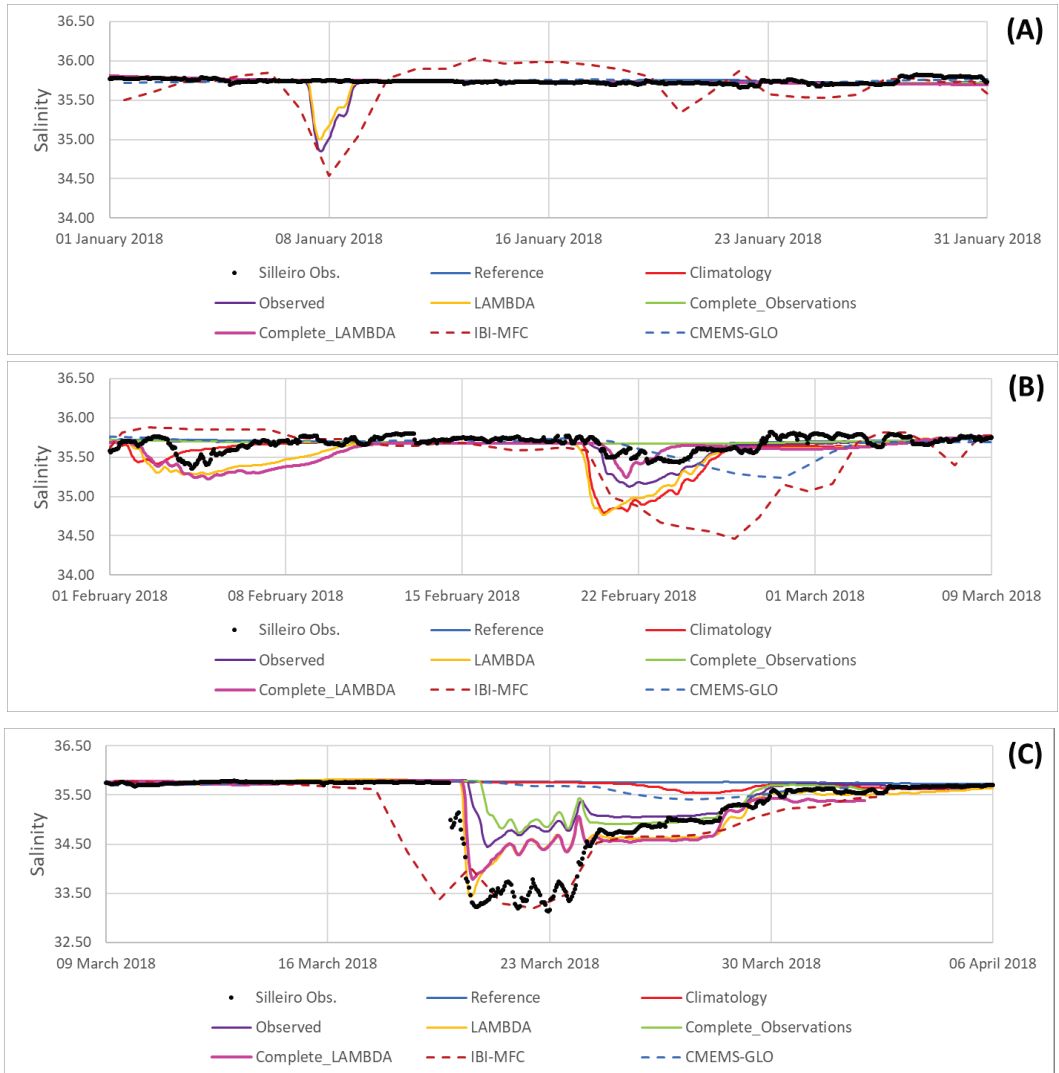 (A)
36.50
36.00
35.50
35.00
34.50
34.00
Salinity
01 January 2018 08 January 2018 16 January 2018 23 January 2018 31 January 2018
Silleiro Obs. Reference Climatology
Observed LAMBDA Complete_Observations
Complete_LAMBDA IBI-MFC CMEMS-GLO
(B)
36.50
36.00
35.50
35.00
34.50
34.00
Salinity
01 February 2018 08 February 2018 15 February 2018 22 February 2018 01 March 2018 09 March 2018
Silleiro Obs. Reference Climatology
Observed LAMBDA Complete_Observations
Complete_LAMBDA IBI-MFC CMEMS-GLO
(C)
36.50
35.50
34.50
33.50
32.50
Salinity
09 March 2018 16 March 2018 23 March 2018 30 March 2018 06 April 2018
Silleiro Obs. Reference Climatology
Observed LAMBDA Complete_Observations
Complete_LAMBDA IBI-MFC CMEMS-GLO